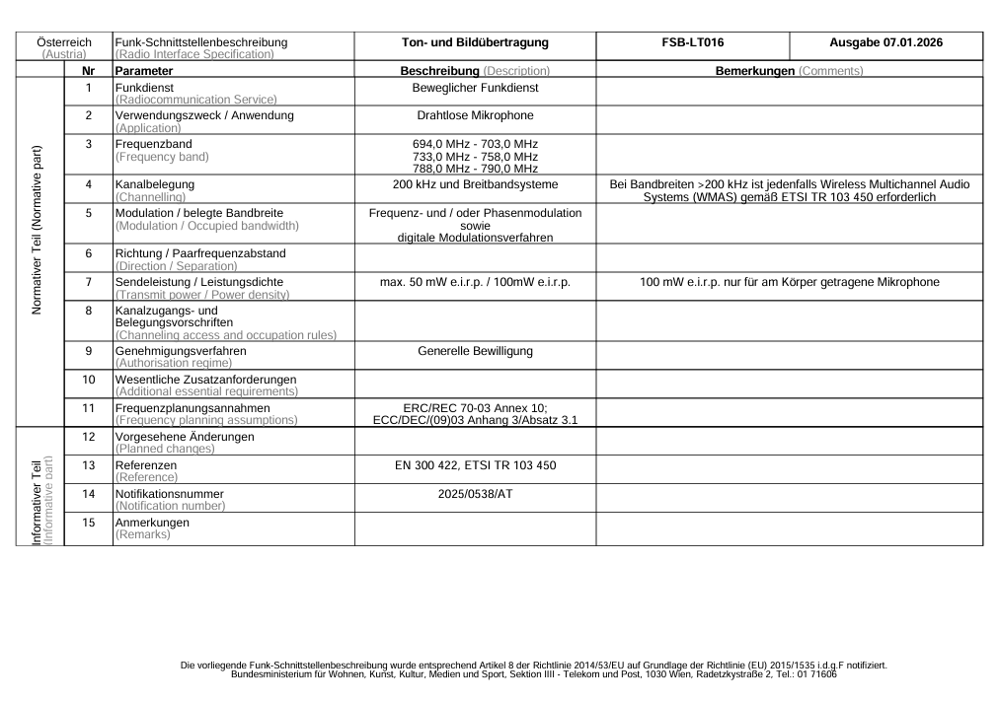 Österreich
(Austria)
Funk-Schnittstellenbeschreibung
(Radio Interface Specification)
Ton- und Bildübertragung
FSB-LT016
Ausgabe 07.01.2026
Nr
Parameter
Beschreibung (Description)
Bemerkungen (Comments)
Normativer Teil (Normative part)
1
Funkdienst
(Radiocommunication Service)
Beweglicher Funkdienst
2
Verwendungszweck / Anwendung
(Application)
Drahtlose Mikrophone
3
Frequenzband
(Frequency band)
694,0 MHz - 703,0 MHz
733,0 MHz - 758,0 MHz
788,0 MHz - 790,0 MHz
4
Kanalbelegung
(Channelling)
200 kHz und Breitbandsysteme
Bei Bandbreiten >200 kHz ist jedenfalls Wireless Multichannel Audio
Systems (WMAS) gemäß ETSI TR 103 450 erforderlich
5
Modulation / belegte Bandbreite
(Modulation / Occupied bandwidth)
Frequenz- und / oder Phasenmodulation
sowie
digitale Modulationsverfahren
6
Richtung / Paarfrequenzabstand
(Direction / Separation)
7
Sendeleistung / Leistungsdichte
(Transmit power / Power density)
max. 50 mW e.i.r.p. / 100mW e.i.r.p.
100 mW e.i.r.p. nur für am Körper getragene Mikrophone
8
Kanalzugangs- und
Belegungsvorschriften
(Channeling access and occupation rules)
9
Genehmigungsverfahren
(Authorisation regime)
Generelle Bewilligung
10
Wesentliche Zusatzanforderungen
(Additional essential requirements)
11
Frequenzplanungsannahmen
(Frequency planning assumptions)
ERC/REC 70-03 Annex 10;
ECC/DEC/(09)03 Anhang 3/Absatz 3.1
Informativer Teil
(Informative part)
12
Vorgesehene Änderungen
(Planned changes)
13
Referenzen
(Reference)
EN 300 422, ETSI TR 103 450
14
Notifikationsnummer
(Notification number)
2025/0538/AT
15
Anmerkungen
(Remarks)
Die vorliegende Funk-Schnittstellenbeschreibung wurde entsprechend Artikel 8 der Richtlinie 2014/53/EU auf Grundlage der Richtlinie (EU) 2015/1535 i.d.g.F notifiziert.
Bundesministerium für Wohnen, Kunst, Kultur, Medien und Sport, Sektion IIII - Telekom und Post, 1030 Wien, Radetzkystraße 2, Tel.: 01 71606